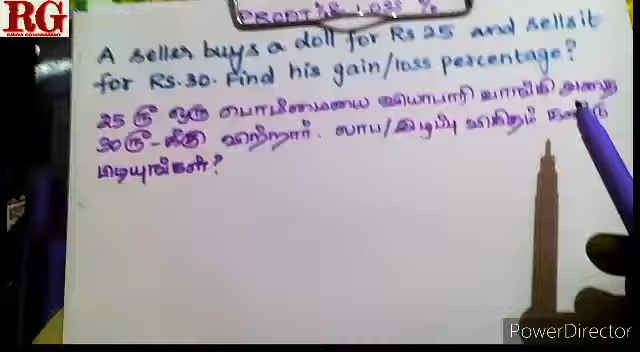 RG
PROFIT & LOSS %
A seller buys a doll for Rs 25 and sells it
for Rs.30. Find his gain/loss percentage?
25 ரூ ஒரு பொம்மையை வியாபாரி வாங்கி அதை
30 ரூ-க்கு விற்றார். லாப/இழப்பு விகிதம்
PowerDirector